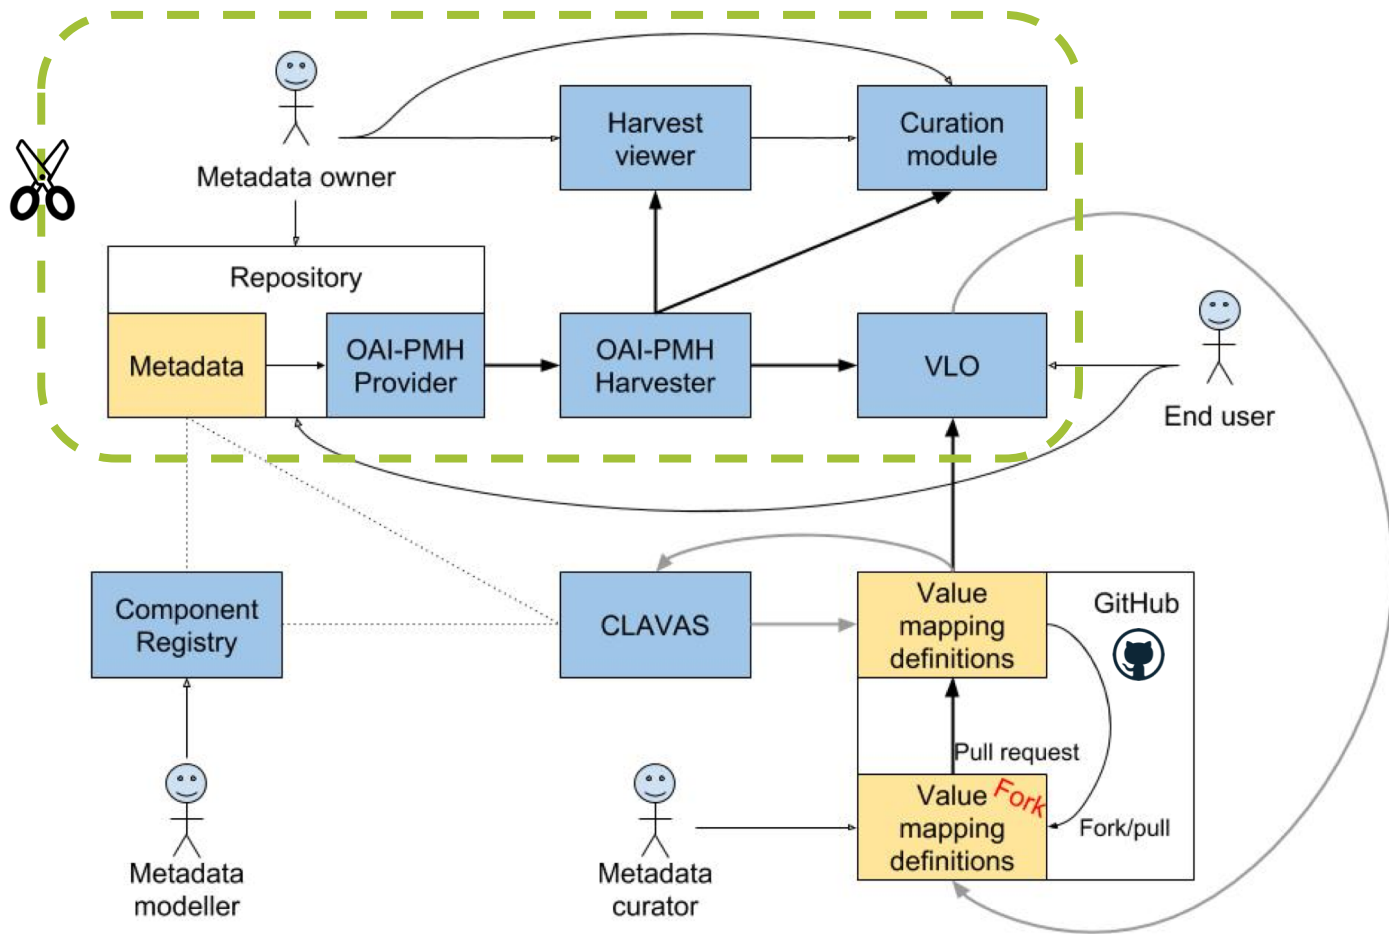 Harvest
viewer
Curation
module
Metadata owner
Repository
Metadata
OAI-PMH
Provider
OAI-PMH
Harvester
VLO
End user
Component
Registry
CLAVAS
Value
mapping
definitions
GitHub
Pull request
Value
mapping
definitions
Fork
Fork/pull
Metadata
modeller
Metadata
curator